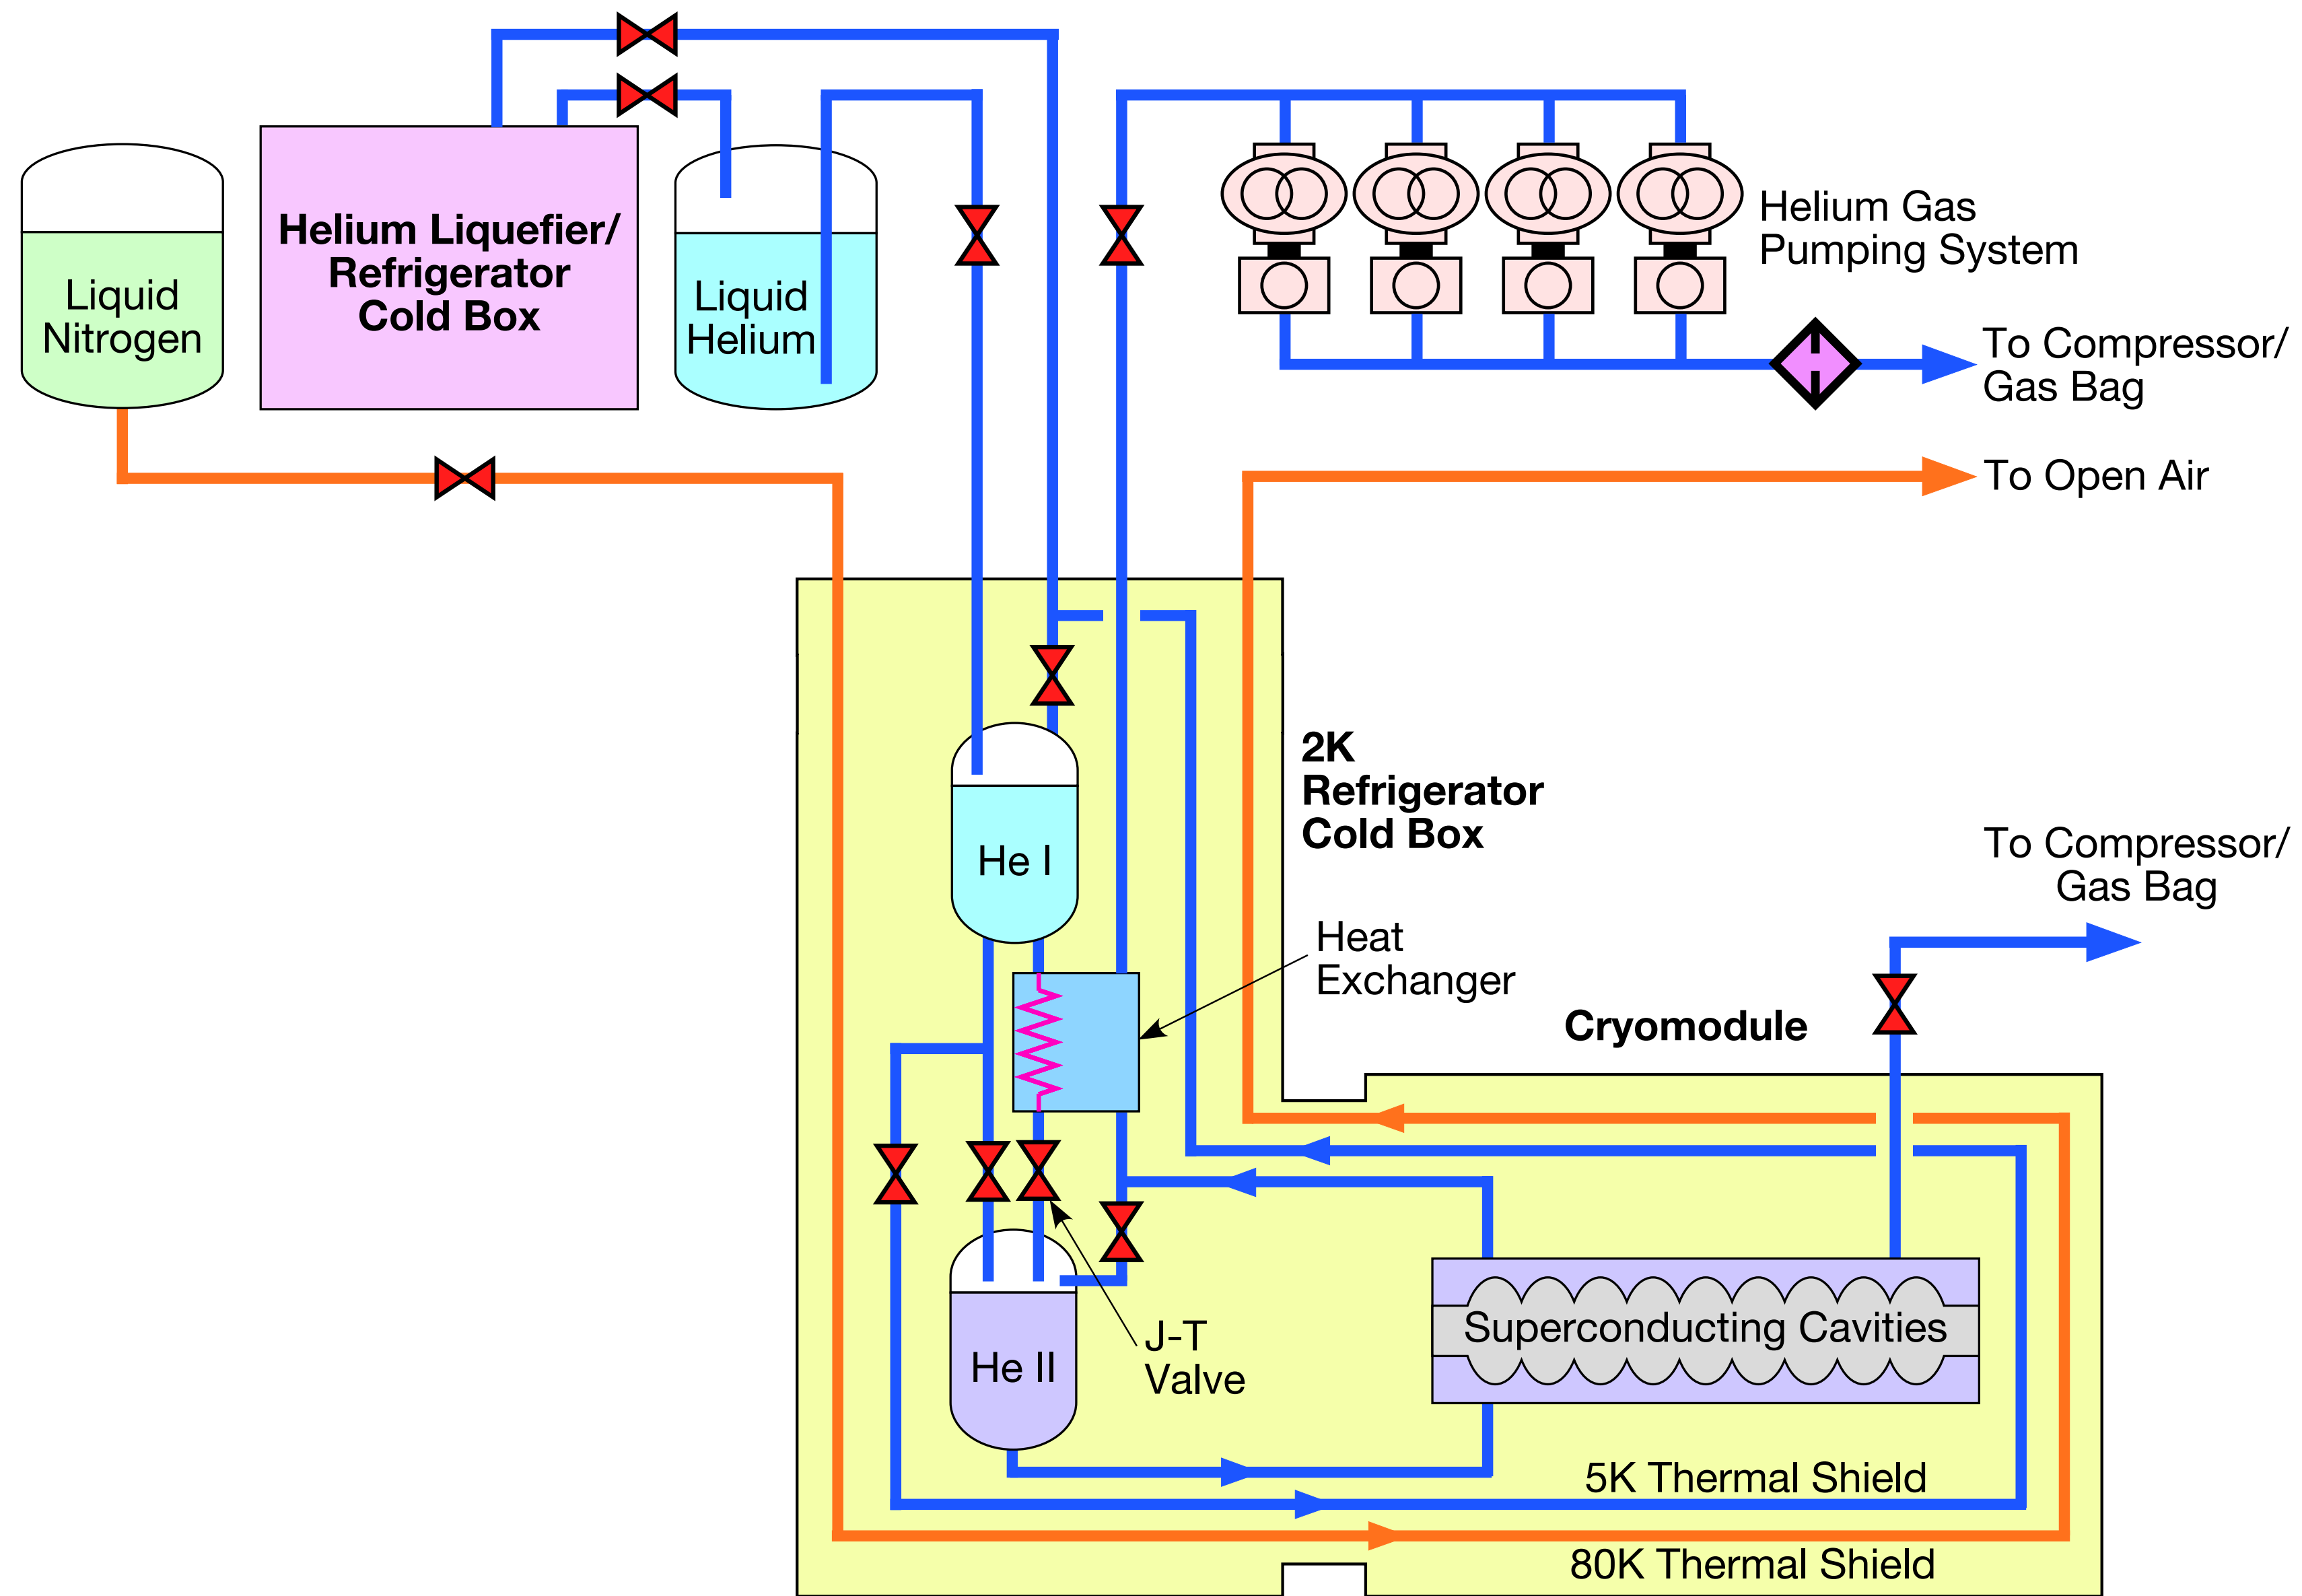 Liquid
Nitrogen
Helium Liquefier/
Refrigerator
Cold Box
Liquid
Helium
Helium Gas
Pumping System
To Compressor/
Gas Bag
To Open Air
2K
Refrigerator
Cold Box
He I
Heat
Exchanger
To Compressor/
Gas Bag
Cryomodule
He II
J-T
Valve
Superconducting Cavities
5K Thermal Shield
80K Thermal Shield